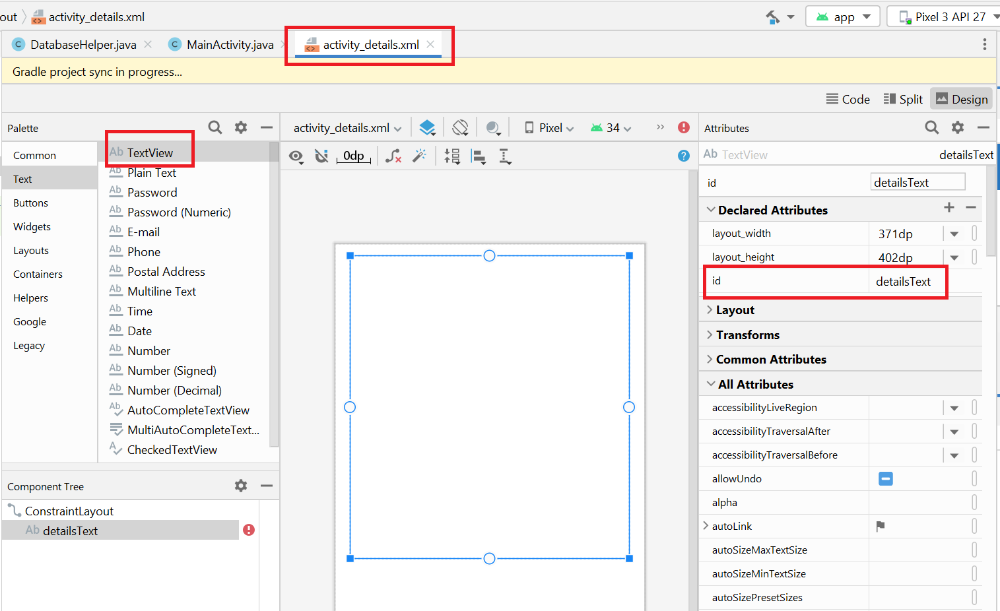 out
activity_details.xml
app
Pixel 3 API 27
DatabaseHelper.java
MainActivity.java
activity_details.xml
Gradle project sync in progress...
Code
Split
Design
Palette
Common
Text
Buttons
Widgets
Layouts
Containers
Helpers
Google
Legacy
Ab TextView
Ab Plain Text
Ab Password
Ab Password (Numeric)
Ab E-mail
Ab Phone
Ab Postal Address
Ab Multiline Text
Ab Time
Ab Date
Ab Number
Ab Number (Signed)
Ab Number (Decimal)
Ab AutoCompleteTextView
MultiAutoCompleteText...
A CheckedTextView
Component Tree
ConstraintLayout
Ab detailsText
activity_details.xml
Pixel
34
0dp
Attributes
Ab TextView
detailsText
id
detailsText
Declared Attributes
layout_width
371dp
layout_height
402dp
id
detailsText
Layout
Transforms
Common Attributes
All Attributes
accessibilityLiveRegion
accessibilityTraversalAfter
accessibilityTraversalBefore
allowUndo
alpha
autoLink
autoSizeMaxTextSize
autoSizeMinTextSize
autoSizePresetSizes